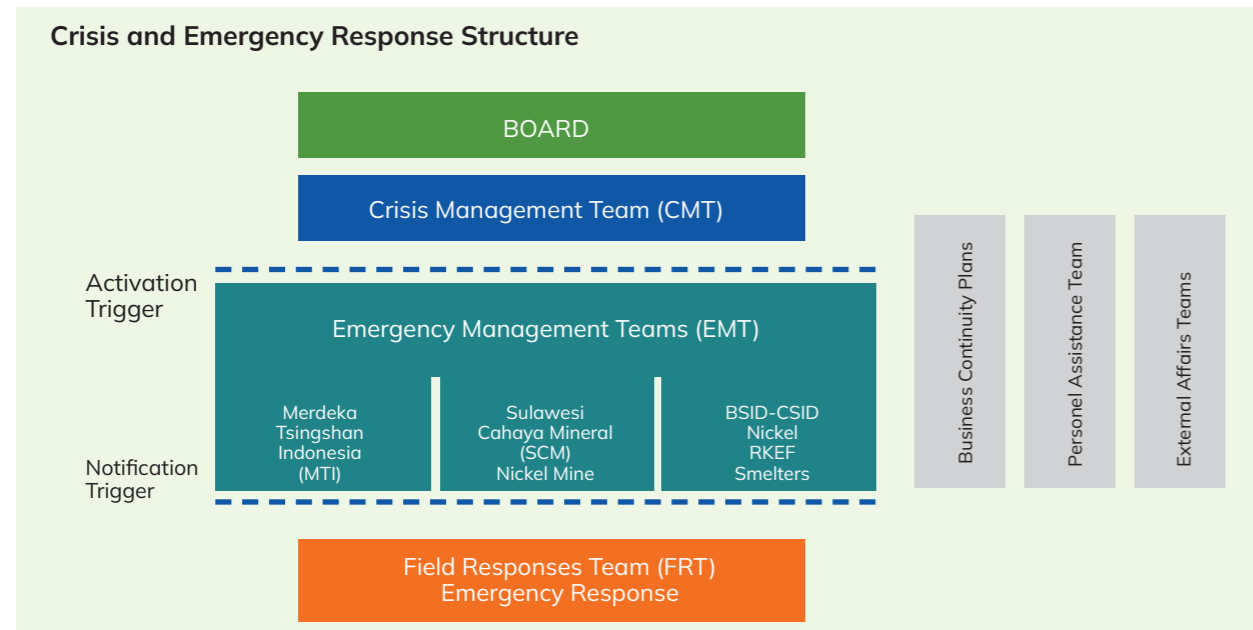 Crisis and Emergency Response Structure
BOARD
Crisis Management Team (CMT)
Activation
Trigger
Emergency Management Teams (EMT)
Merdeka
Tsingshan
Indonesia
(MTI)
Sulawesi
Cahaya Mineral
(SCM)
Nickel Mine
BSID-CSID
Nickel
RKEF
Smelters
Notification
Trigger
Field Responses Team (FRT)
Emergency Response
Business Continuity Plans
Personel Assistance Team
External Affairs Teams